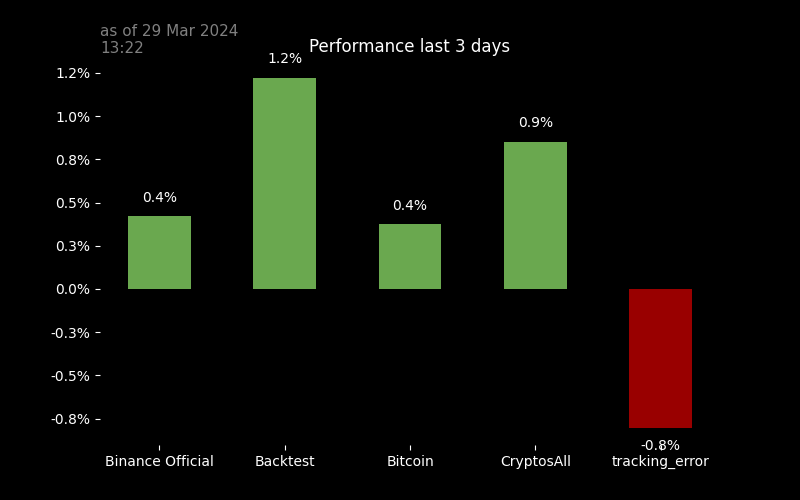 as of 29 Mar 2024
13:22
Performance last 3 days
1.2%
1.0%
0.8%
0.5%
0.3%
0.0%
-0.3%
-0.5%
-0.8%
0.4%
1.2%
0.4%
0.9%
-0.8%
Binance Official
Backtest
Bitcoin
CryptosAll
tracking_error